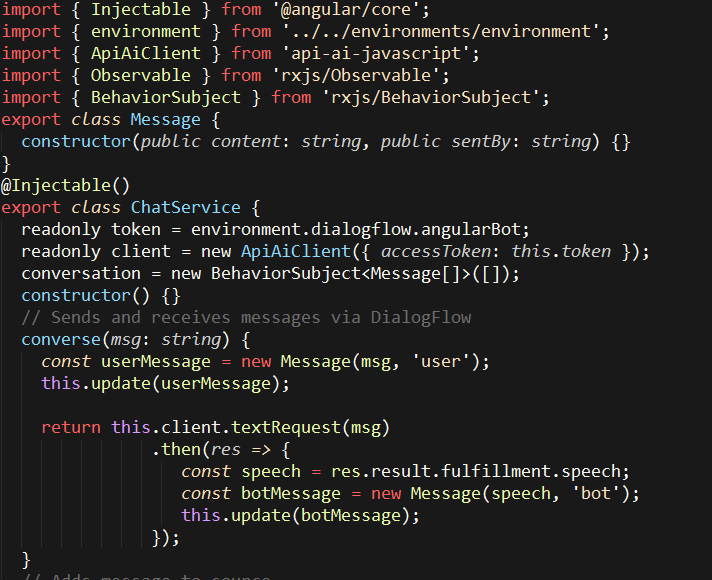 import { Injectable } from '@angular/core';
import { environment } from '../../environments/environment';
import { ApiAiClient } from 'api-ai-javascript';
import { Observable } from 'rxjs/Observable';
import { BehaviorSubject } from 'rxjs/BehaviorSubject';
export class Message {
  constructor(public content: string, public sentBy: string) {}
}
@Injectable()
export class ChatService {
  readonly token = environment.dialogflow.angularBot;
  readonly client = new ApiAiClient({ accessToken: this.token });
  conversation = new BehaviorSubject<Message[]>([]);
  constructor() {}
  // Sends and receives messages via DialogFlow
  converse(msg: string) {
    const userMessage = new Message(msg, 'user');
    this.update(userMessage);

    return this.client.textRequest(msg)
               .then(res => {
                  const speech = res.result.fulfillment.speech;
                  const botMessage = new Message(speech, 'bot');
                  this.update(botMessage);
               });
  }
  // Adds message to source